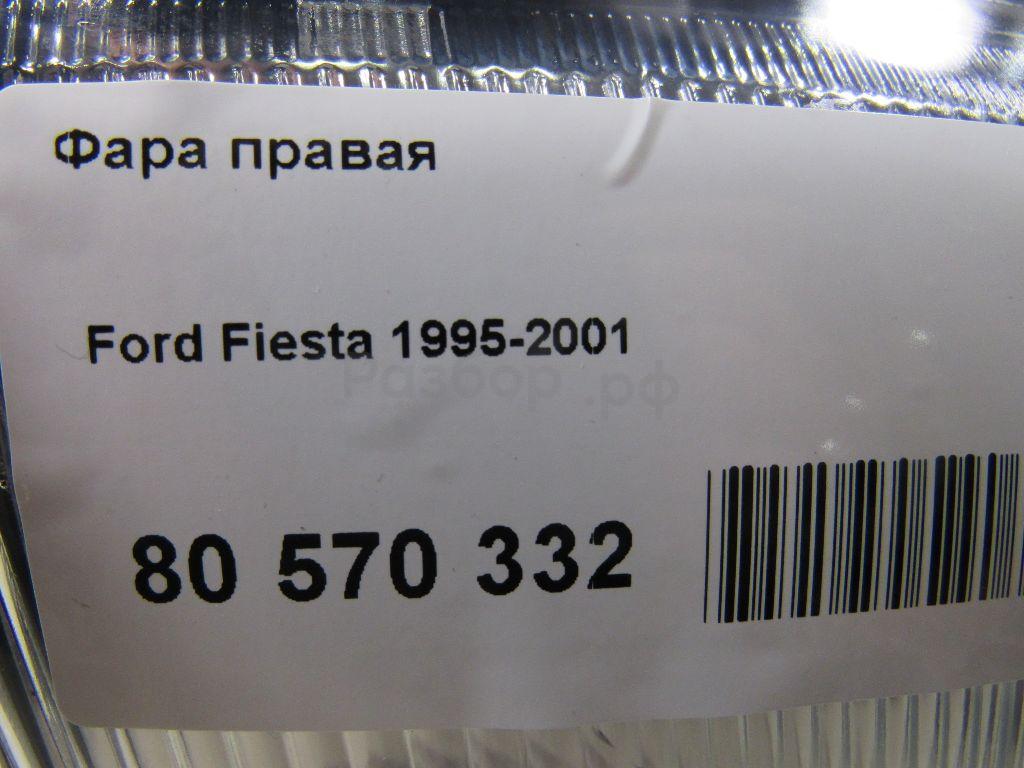 Фара правая
Ford Fiesta 1995-2001
Разбор.рф
80 570 332